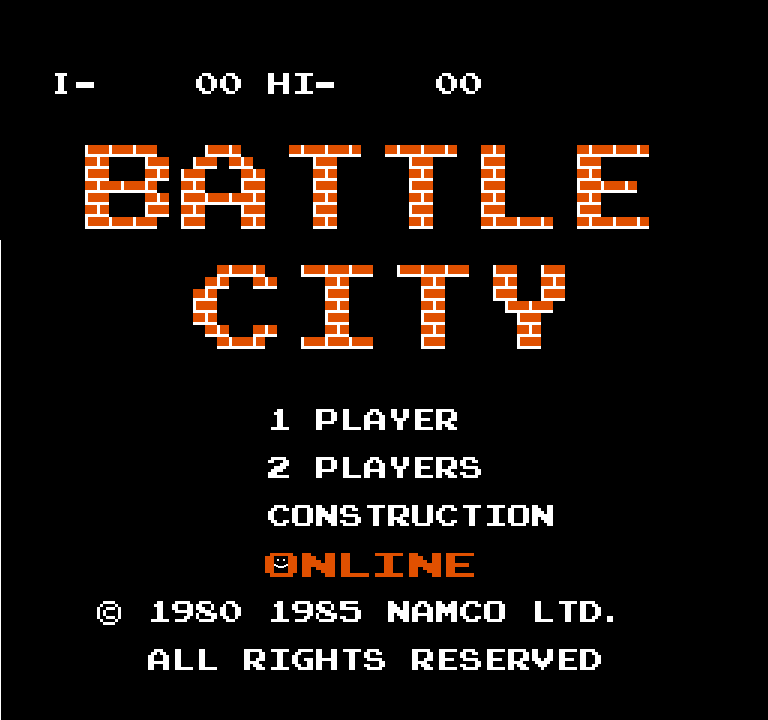 I-     00 HI-     00
BATTLE
CITY
1 PLAYER
2 PLAYERS
CONSTRUCTION
ONLINE
© 1980 1985 NAMCO LTD.
ALL RIGHTS RESERVED